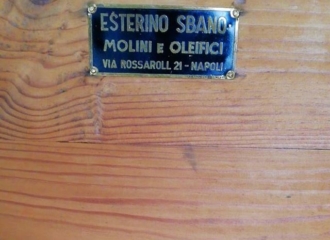 ESTERINO SBANO
MOLINI E OLEIFICI
VIA ROSSAROLL 21 - NAPOLI